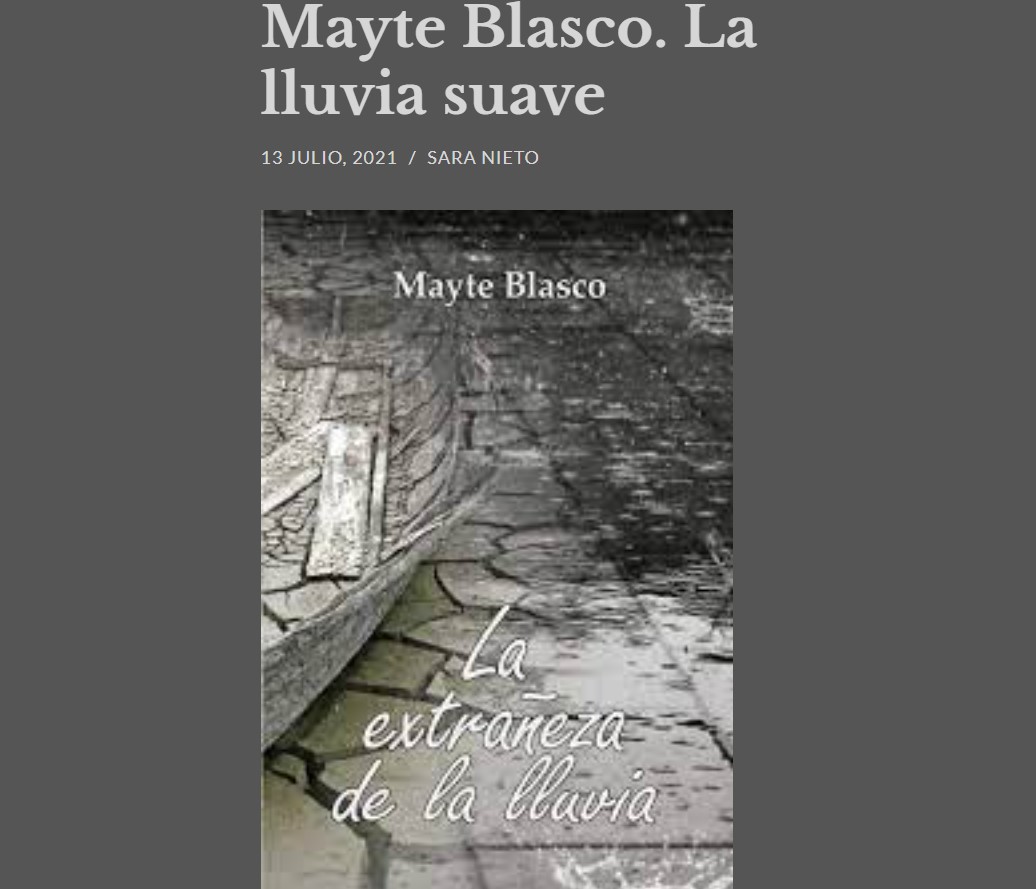 Mayte Blasco. La
lluvia suave
13 JULIO, 2021 / SARA NIETO
Mayte Blasco
La
extrañeza
de la lluvia